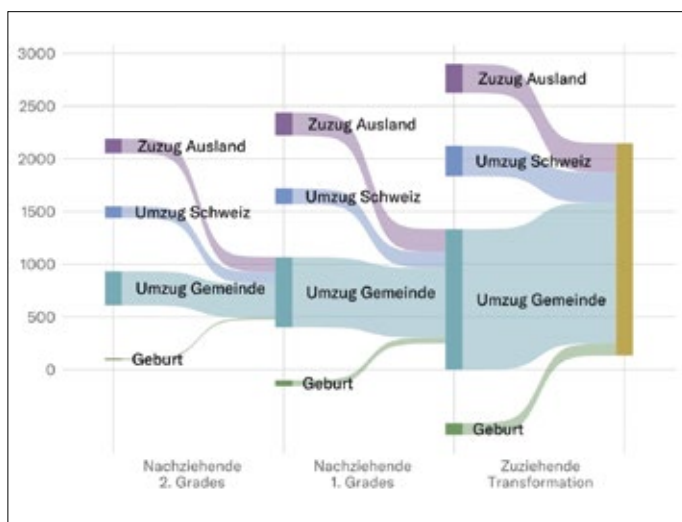 3000
2500
2000
1500
1000
500
0
Zuzug Ausland
Umzug Schweiz
Umzug Gemeinde
Geburt
Zuzug Ausland
Umzug Schweiz
Umzug Gemeinde
Geburt
Zuzug Ausland
Umzug Schweiz
Umzug Gemeinde
Geburt
Nachziehende
2. Grades
Nachziehende
1. Grades
Zuziehende
Transformation